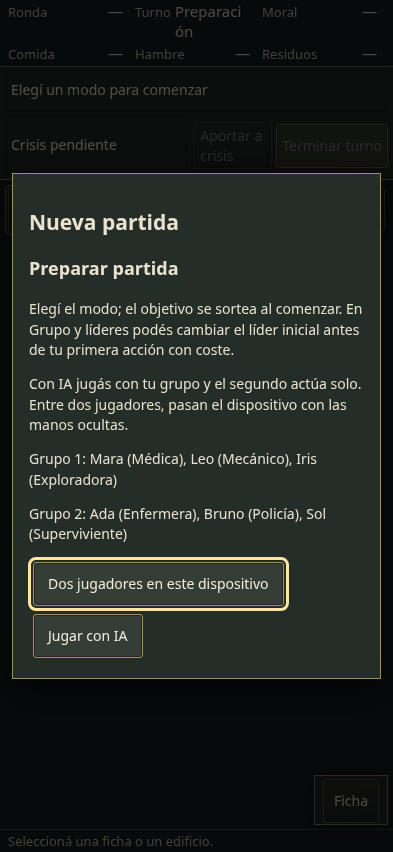 Ronda — Turno Preparaci
ón Moral —
Comida — Hambre — Residuos —
Elegí un modo para comenzar
Crisis pendiente
Aportar a
crisis
Terminar turno
Nueva partida
Preparar partida
Elegí el modo; el objetivo se sortea al comenzar. En
Grupo y líderes podés cambiar el líder inicial antes
de tu primera acción con coste.
Con IA jugás con tu grupo y el segundo actúa solo.
Entre dos jugadores, pasan el dispositivo con las
manos ocultas.
Grupo 1: Mara (Médica), Leo (Mecánico), Iris
(Exploradora)
Grupo 2: Ada (Enfermera), Bruno (Policía), Sol
(Superviviente)
Dos jugadores en este dispositivo
Jugar con IA
Ficha
Seleccioná una ficha o un edificio.